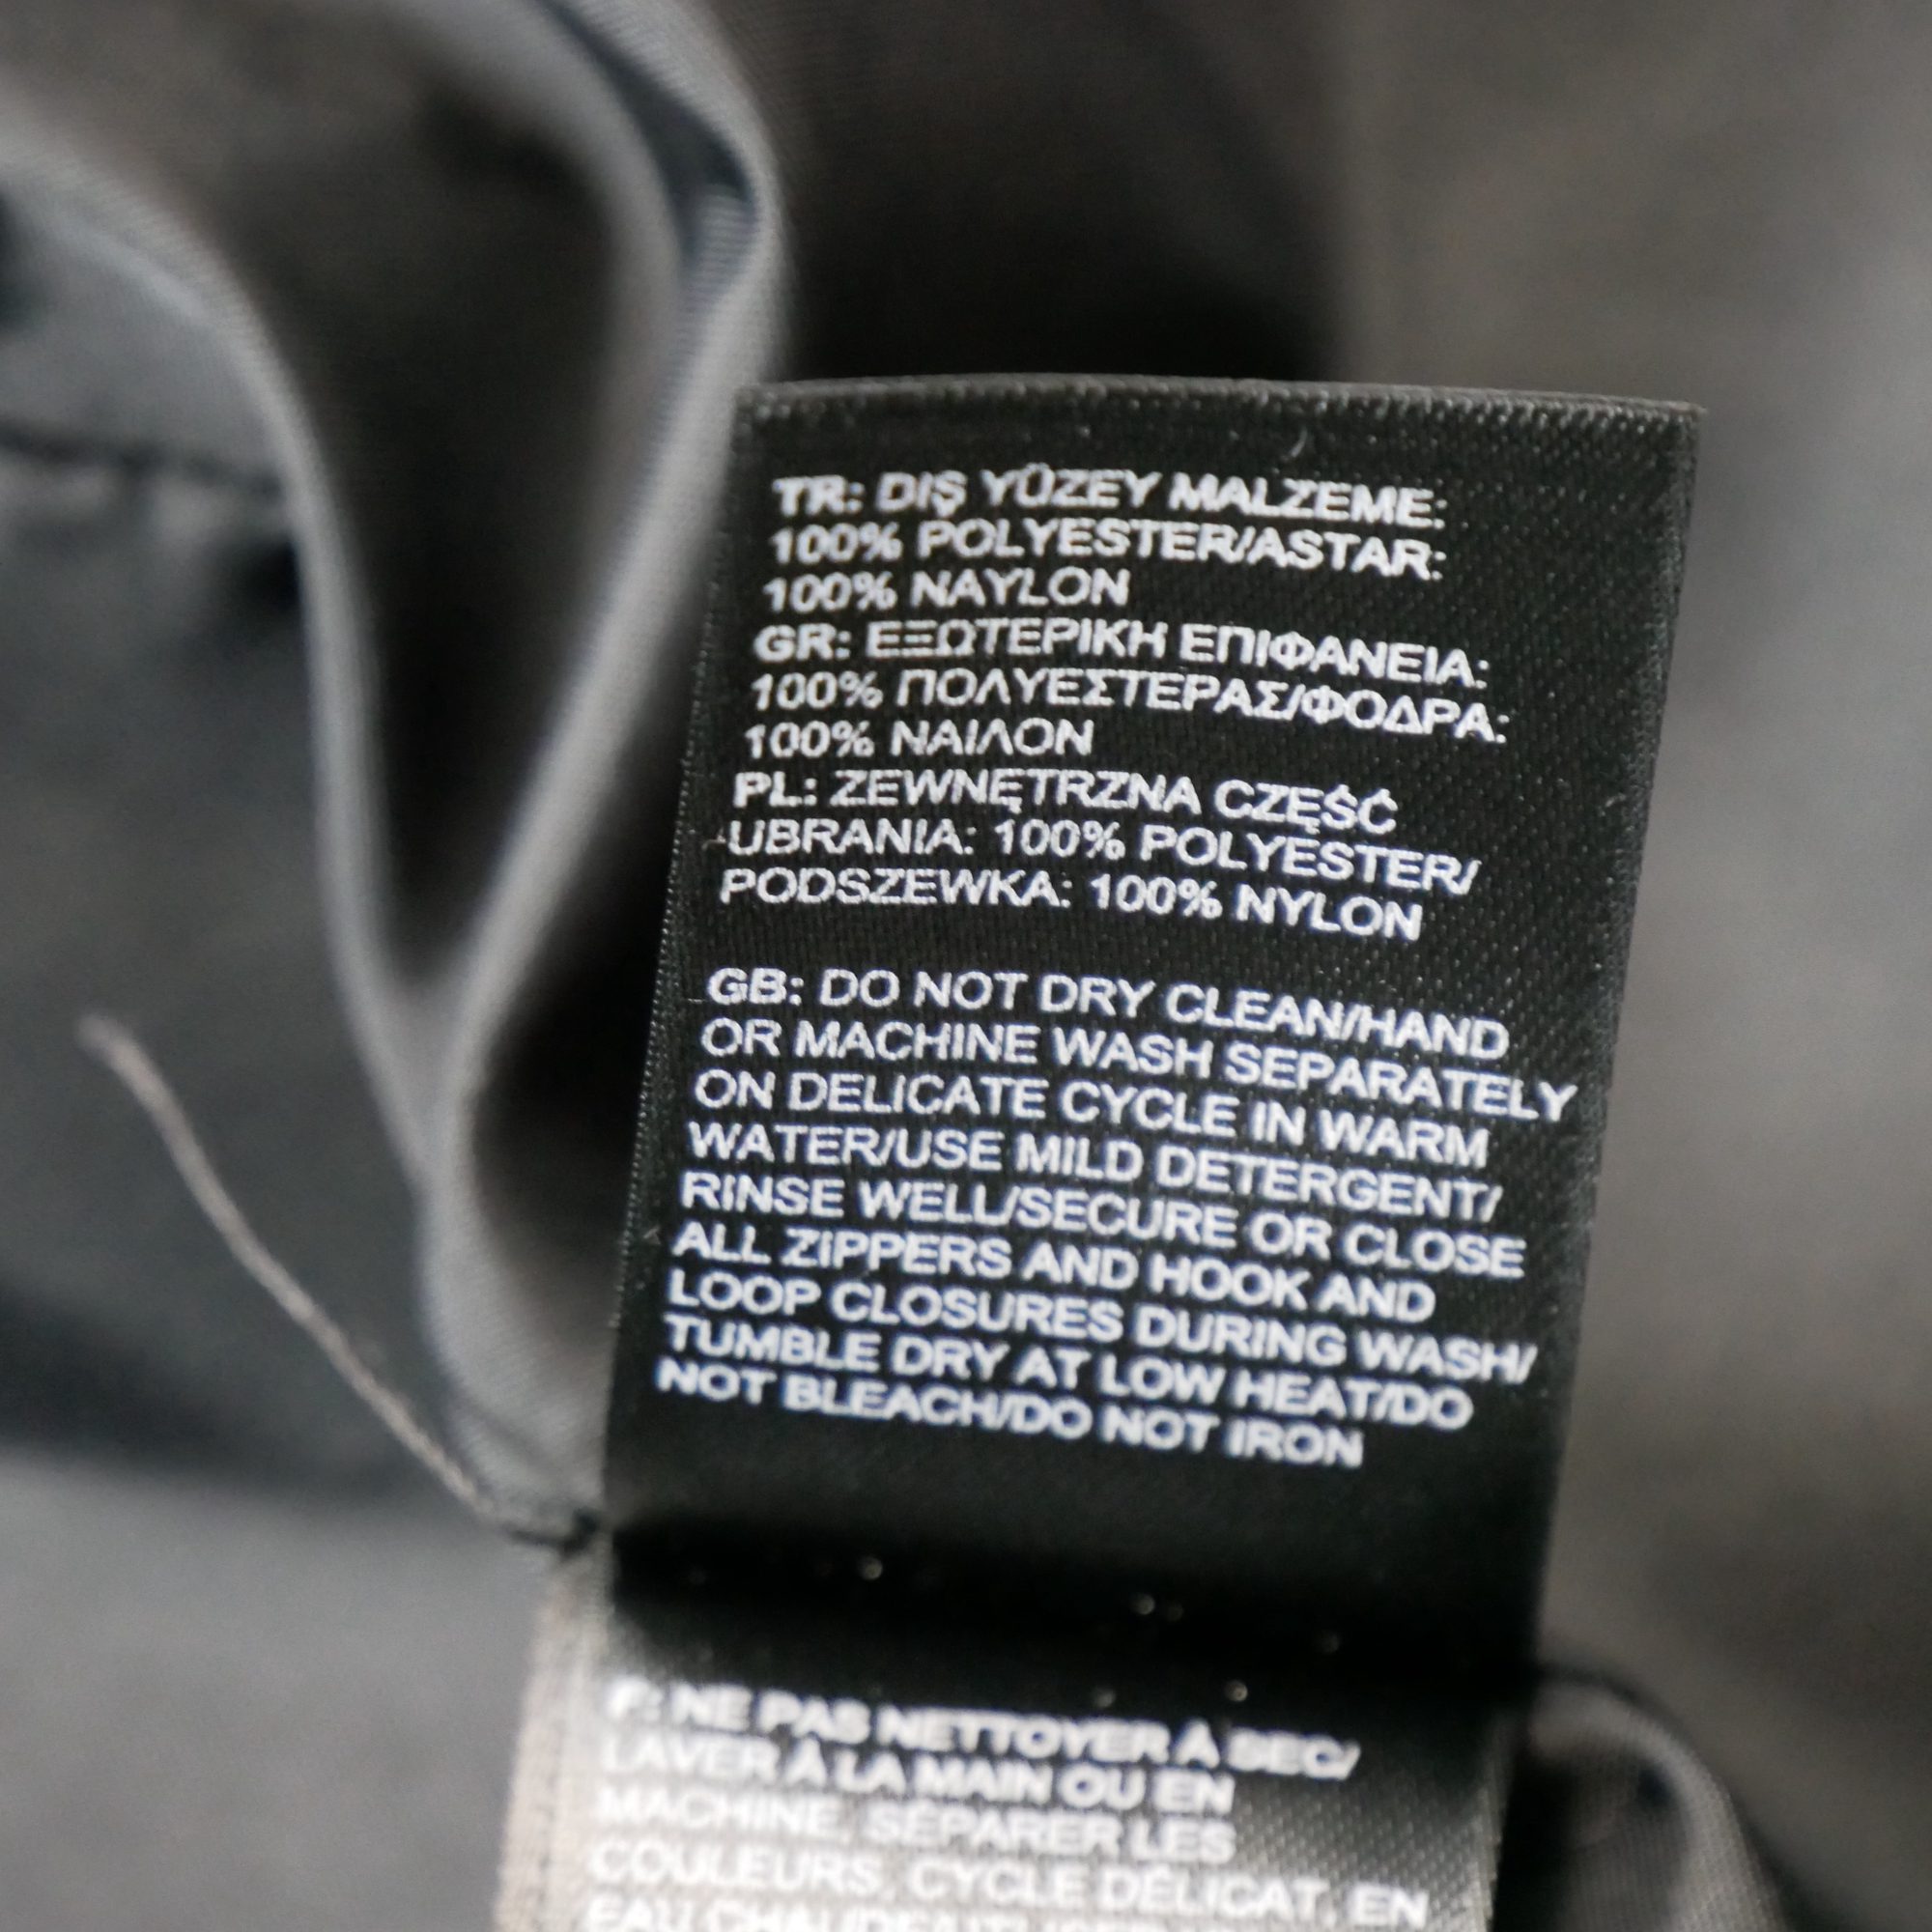 TR: DIŞ YÜZEY MALZEME:
100% POLYESTER/ASTAR:
100% NAYLON
GR: ΕΞΩΤΕΡΙΚΗ ΕΠΙΦΑΝΕΙΑ:
100% ΠΟΛΥΕΣΤΕΡΑΣ/ΦΟΔΡΑ:
100% ΝΑΙΛΟΝ
PL: ZEWNĘTRZNA CZĘŚĆ
UBRANIA: 100% POLYESTER/
PODSZEWKA: 100% NYLON
GB: DO NOT DRY CLEAN/HAND
OR MACHINE WASH SEPARATELY
ON DELICATE CYCLE IN WARM
WATER/USE MILD DETERGENT/
RINSE WELL/SECURE OR CLOSE
ALL ZIPPERS AND HOOK AND
LOOP CLOSURES DURING WASH/
TUMBLE DRY AT LOW HEAT/DO
NOT BLEACH/DO NOT IRON
F: NE PAS NETTOYER À SEC/
LAVER À LA MAIN OU EN
MACHINE, SÉPARER LES
COULEURS, CYCLE DÉLICAT, EN
EAU